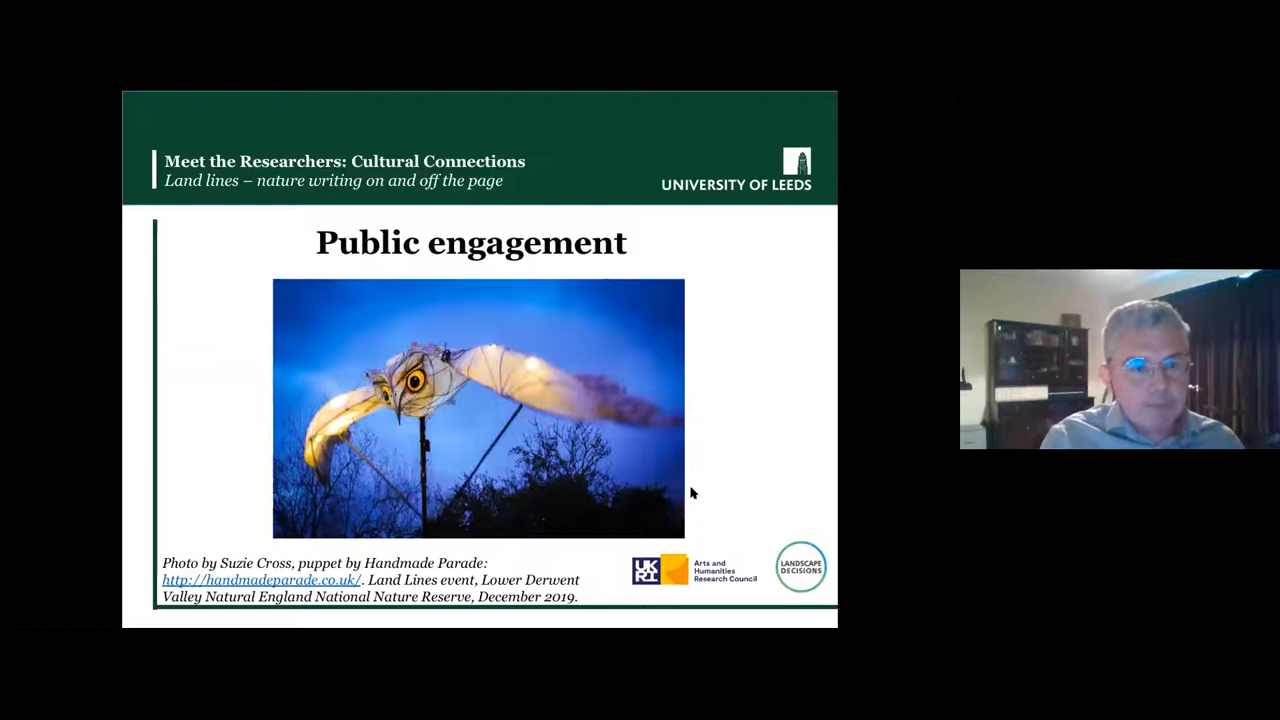 Meet the Researchers: Cultural Connections
Land lines – nature writing on and off the page
UNIVERSITY OF LEEDS
Public engagement
Photo by Suzie Cross, puppet by Handmade Parade:
http://handmadeparade.co.uk/. Land Lines event, Lower Derwent
Valley Natural England National Nature Reserve, December 2019.
UK
RI
Arts and
Humanities
Research Council
LANDSCAPE
DECISIONS